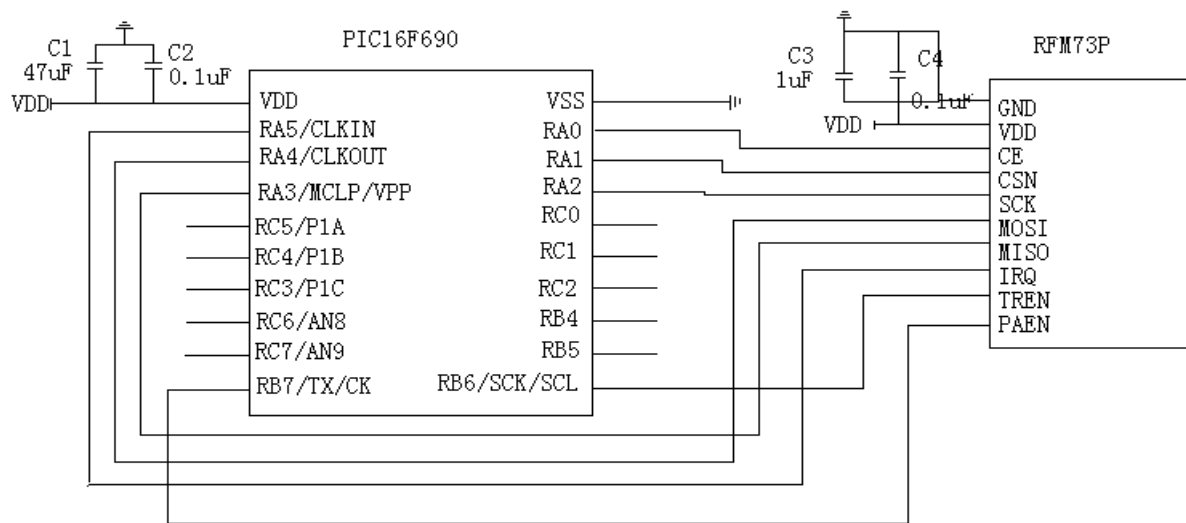 PIC16F690
RFM73P
C1
47uF
C2
0.1uF
VDD
C3
1uF
C4
0.1uF
VDD
VDD
RA5/CLKIN
RA4/CLKOUT
RA3/MCLP/VPP
RC5/P1A
RC4/P1B
RC3/P1C
RC6/AN8
RC7/AN9
RB7/TX/CK
VSS
RA0
RA1
RA2
RC0
RC1
RC2
RB4
RB5
RB6/SCK/SCL
GND
VDD
CE
CSN
SCK
MOSI
MISO
IRQ
TREN
PAEN